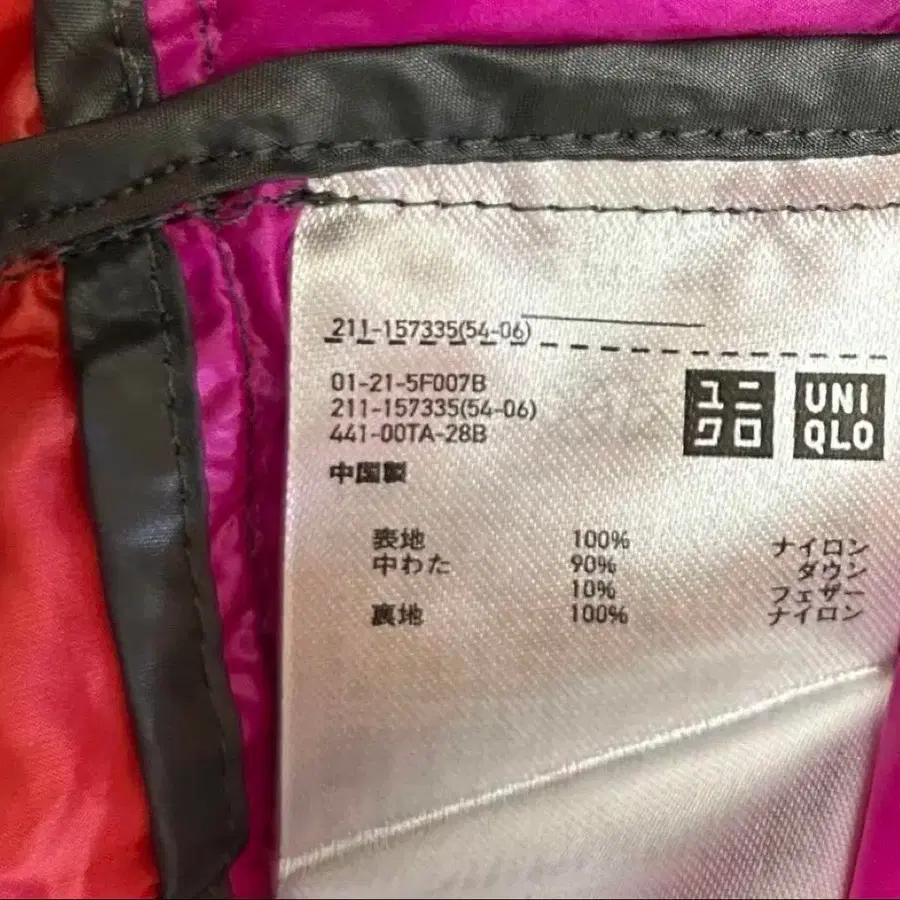 211-157335(54-06)
01-21-5F007B
211-157335(54-06)
441-00TA-28B
中国製
ユニ
クロ
UNI
QLO
表地 100% ナイロン
中わた 90% ダウン
10% フェザー
裏地 100% ナイロン